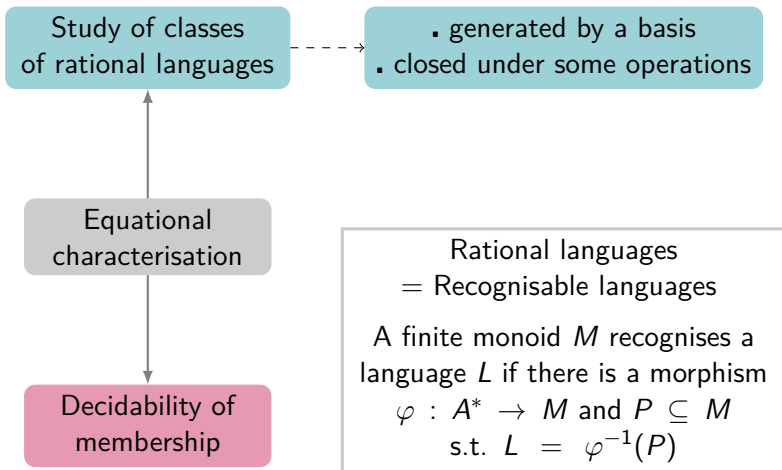 Study of classes
of rational languages
. generated by a basis
. closed under some operations
Equational
characterisation
Decidability of
membership
Rational languages
= Recognisable languages
A finite monoid M recognises a
language L if there is a morphism
φ : A* → M and P ⊆ M
s.t. L = φ⁻¹(P)